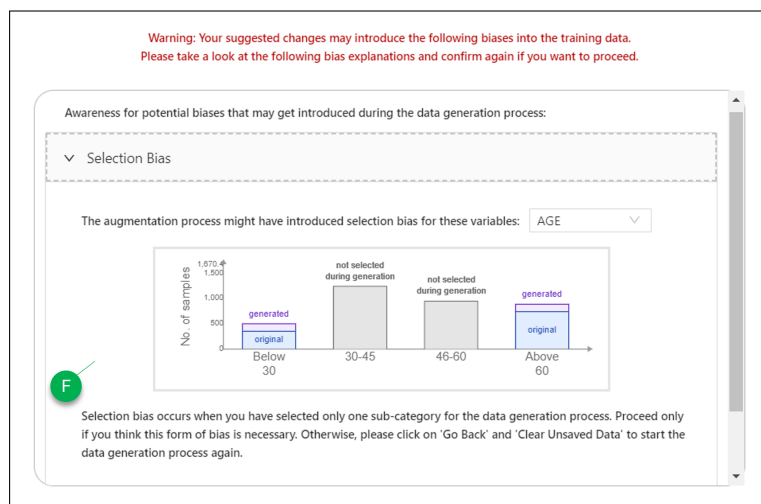 Warning: Your suggested changes may introduce the following biases into the training data.
Please take a look at the following bias explanations and confirm again if you want to proceed.
Awareness for potential biases that may get introduced during the data generation process:
Selection Bias
The augmentation process might have introduced selection bias for these variables: AGE
No. of samples
1,670.4
1,500
1,000
500
0
generated
original
not selected
during generation
not selected
during generation
generated
original
Below
30
30-45
46-60
Above
60
F
Selection bias occurs when you have selected only one sub-category for the data generation process. Proceed only
if you think this form of bias is necessary. Otherwise, please click on 'Go Back' and 'Clear Unsaved Data' to start the
data generation process again.